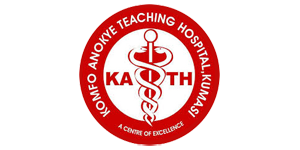 KOMFO ANOKYE TEACHING HOSPITAL,KUMASI
KA TH
A CENTRE OF EXCELLENCE